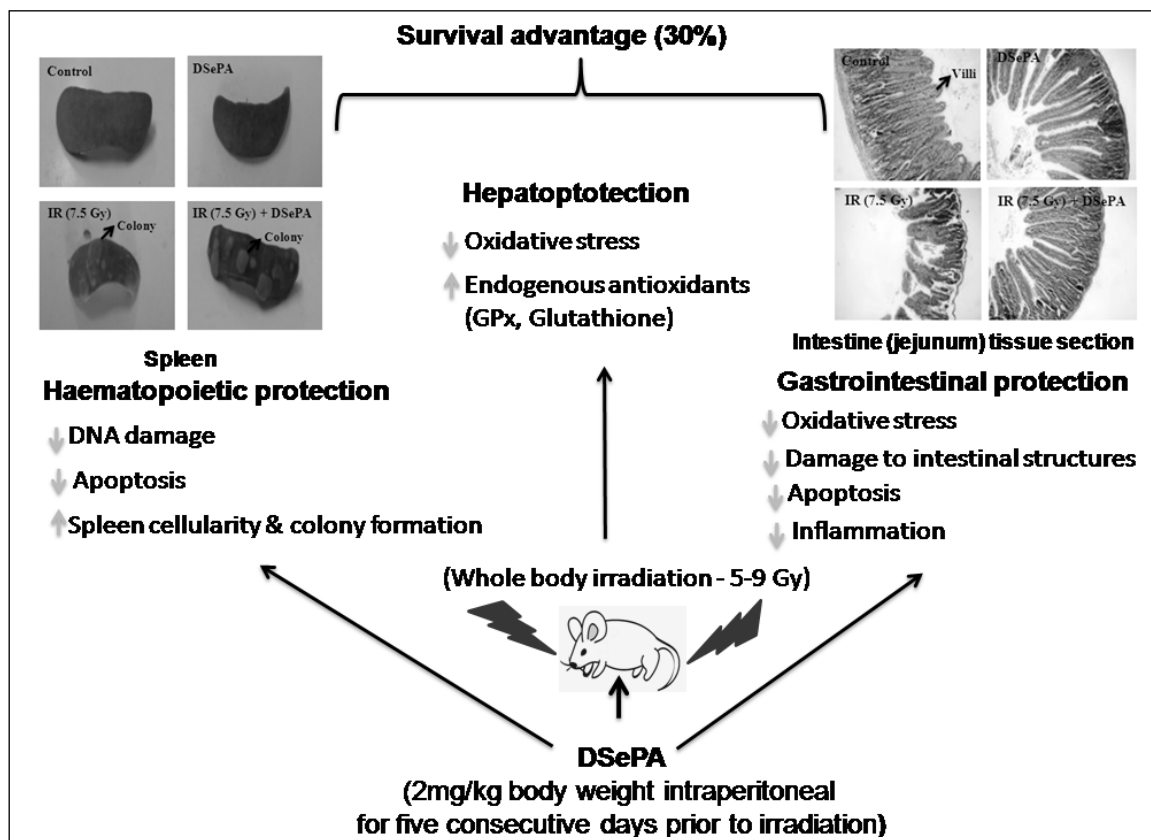 Survival advantage (30%)
Control
DSePA
IR (7.5 Gy)
Colony
IR (7.5 Gy) + DSePA
Colony
Spleen
Haematopoietic protection
DNA damage
Apoptosis
Spleen cellularity & colony formation
Hepatoptotection
Oxidative stress
Endogenous antioxidants
(GPx, Glutathione)
Control
Villi
DSePA
IR (7.5 Gy)
IR (7.5 Gy) + DSePA
Intestine (jejunum) tissue section
Gastrointestinal protection
Oxidative stress
Damage to intestinal structures
Apoptosis
Inflammation
(Whole body irradiation - 5-9 Gy)
DSePA
(2mg/kg body weight intraperitoneal
for five consecutive days prior to irradiation)